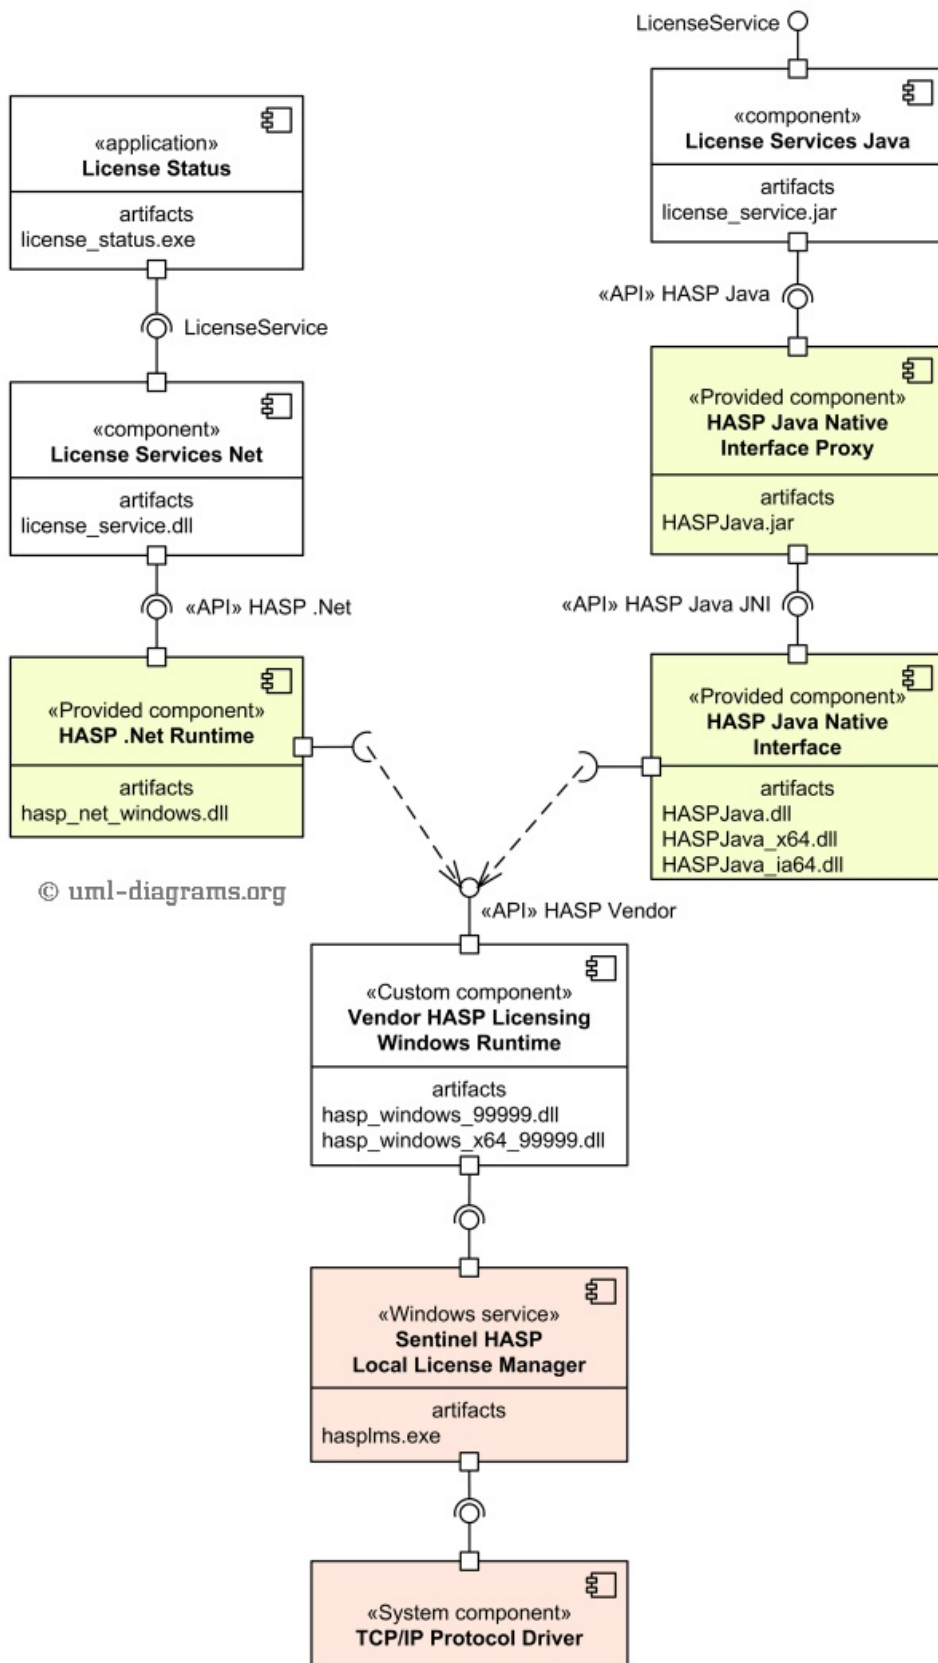 LicenseService
«component»
License Services Java
artifacts
license_service.jar
«application»
License Status
artifacts
license_status.exe
«API» HASP Java
LicenseService
«Provided component»
HASP Java Native
Interface Proxy
artifacts
HASPJava.jar
«component»
License Services Net
artifacts
license_service.dll
«API» HASP .Net
«API» HASP Java JNI
«Provided component»
HASP .Net Runtime
artifacts
hasp_net_windows.dll
«Provided component»
HASP Java Native
Interface
artifacts
HASPJava.dll
HASPJava_x64.dll
HASPJava_ia64.dll
© uml-diagrams.org
«API» HASP Vendor
«Custom component»
Vendor HASP Licensing
Windows Runtime
artifacts
hasp_windows_99999.dll
hasp_windows_x64_99999.dll
«Windows service»
Sentinel HASP
Local License Manager
artifacts
hasplms.exe
«System component»
TCP/IP Protocol Driver